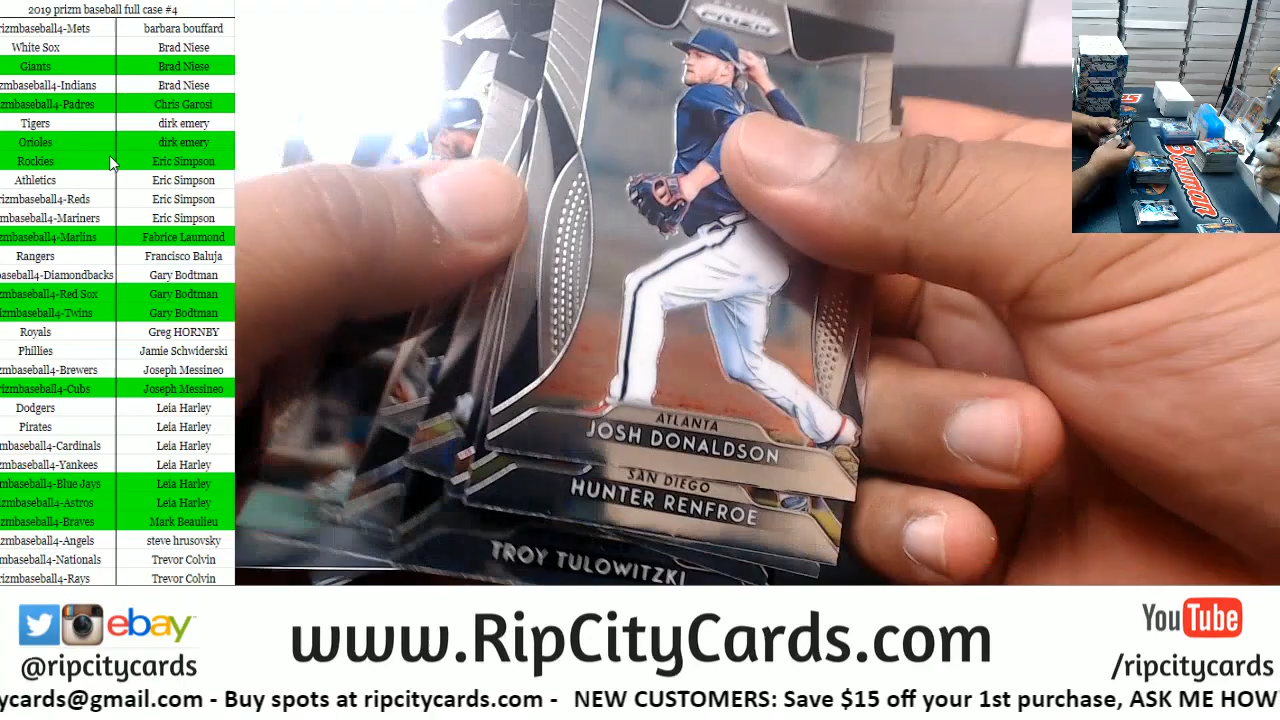 2019 prizm baseball full case #4
rizmbaseball4-Mets barbara bouffard
White Sox Brad Niese
Giants Brad Niese
zmbaseball4-Indians Brad Niese
zmbaseball4-Padres Chris Garosi
Tigers dirk emery
Orioles dirk emery
Rockies Eric Simpson
Athletics Eric Simpson
rizmbaseball4-Reds Eric Simpson
mbaseball4-Mariners Eric Simpson
zmbaseball4-Marlins Fabrice Laumond
Rangers Francisco Baluja
baseball4-Diamondbacks Gary Bodtman
zmbaseball4-Red Sox Gary Bodtman
izmbaseball4-Twins Gary Bodtman
Royals Greg HORNBY
Phillies Jamie Schwiderski
zmbaseball4-Brewers Joseph Messineo
rizmbaseball4-Cubs Joseph Messineo
Dodgers Leia Harley
Pirates Leia Harley
mbaseball4-Cardinals Leia Harley
zmbaseball4-Yankees Leia Harley
zmbaseball4-Blue Jays Leia Harley
zmbaseball4-Astros Leia Harley
zmbaseball4-Braves Mark Beaulieu
zmbaseball4-Angels steve hrusovsky
mbaseball4-Nationals Trevor Colvin
izmbaseball4-Rays Trevor Colvin
PRIZM
ATLANTA
JOSH DONALDSON
SAN DIEGO
HUNTER RENFROE
TROY TULOWITZKI
Bowman
ebay
@ripcitycards
www.RipCityCards.com
YouTube
/ripcitycards
ycards@gmail.com - Buy spots at ripcitycards.com - NEW CUSTOMERS: Save $15 off your 1st purchase, ASK ME HOW